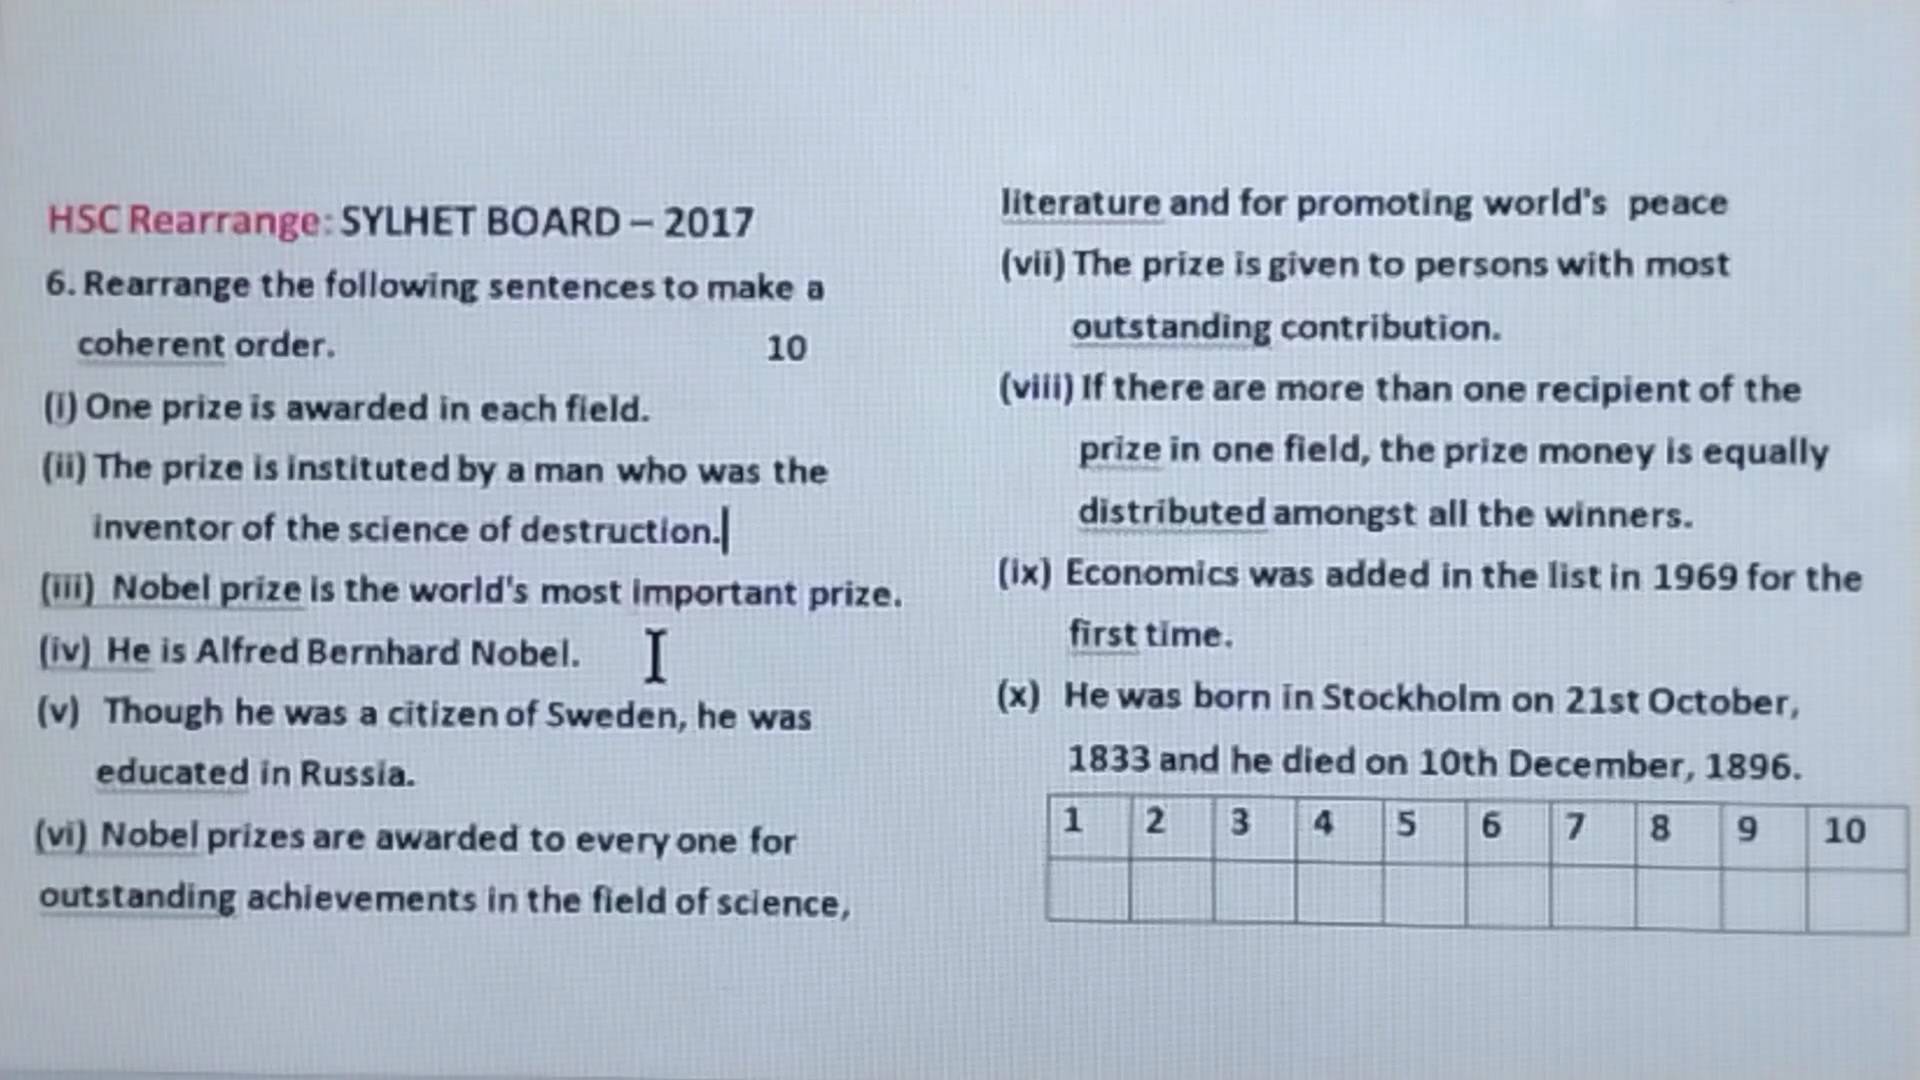 HSC Rearrange: SYLHET BOARD – 2017
6. Rearrange the following sentences to make a
coherent order. 10
(i) One prize is awarded in each field.
(ii) The prize is instituted by a man who was the
inventor of the science of destruction.
(iii) Nobel prize is the world's most important prize.
(iv) He is Alfred Bernhard Nobel.
(v) Though he was a citizen of Sweden, he was
educated in Russia.
(vi) Nobel prizes are awarded to every one for
outstanding achievements in the field of science,
literature and for promoting world's peace
(vii) The prize is given to persons with most
outstanding contribution.
(viii) If there are more than one recipient of the
prize in one field, the prize money is equally
distributed amongst all the winners.
(ix) Economics was added in the list in 1969 for the
first time.
(x) He was born in Stockholm on 21st October,
1833 and he died on 10th December, 1896.
1 2 3 4 5 6 7 8 9 10